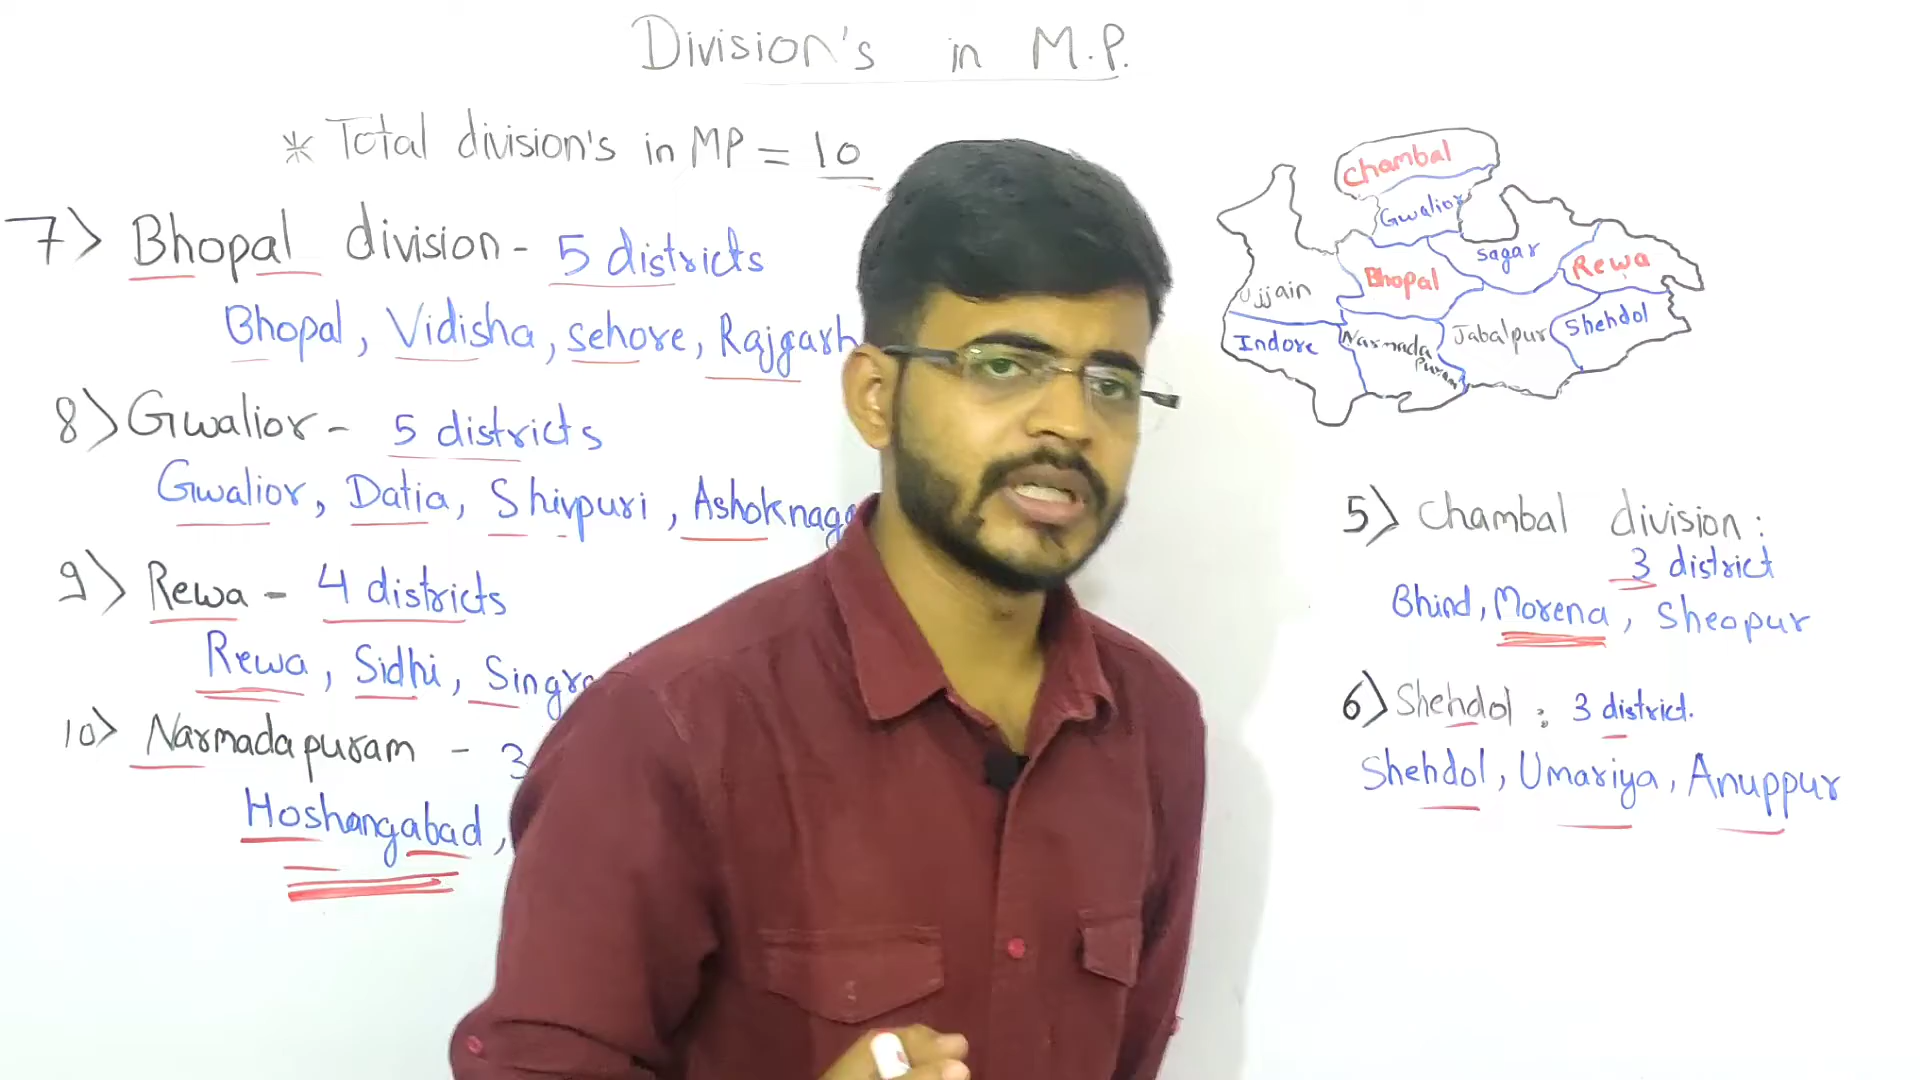 Division's in M.P.
* Total division's in MP = 10
7> Bhopal division - 5 districts
Bhopal, Vidisha, sehore, Rajgarh
8> Gwalior - 5 districts
Gwalior, Datia, Shivpuri, Ashoknaga
9> Rewa - 4 districts
Rewa, Sidhi, Singra
10> Narmadapuram - 3
Hoshangabad,
Chambal
Gwalior
Sagar
Rewa
Bhopal
Ujjain
Indore
Narmada
Puram
Jabalpur
Shehdol
5> Chambal division:
3 district
Bhind, Morena, Sheopur
6> Shehdol: 3 district.
Shehdol, Umariya, Anuppur